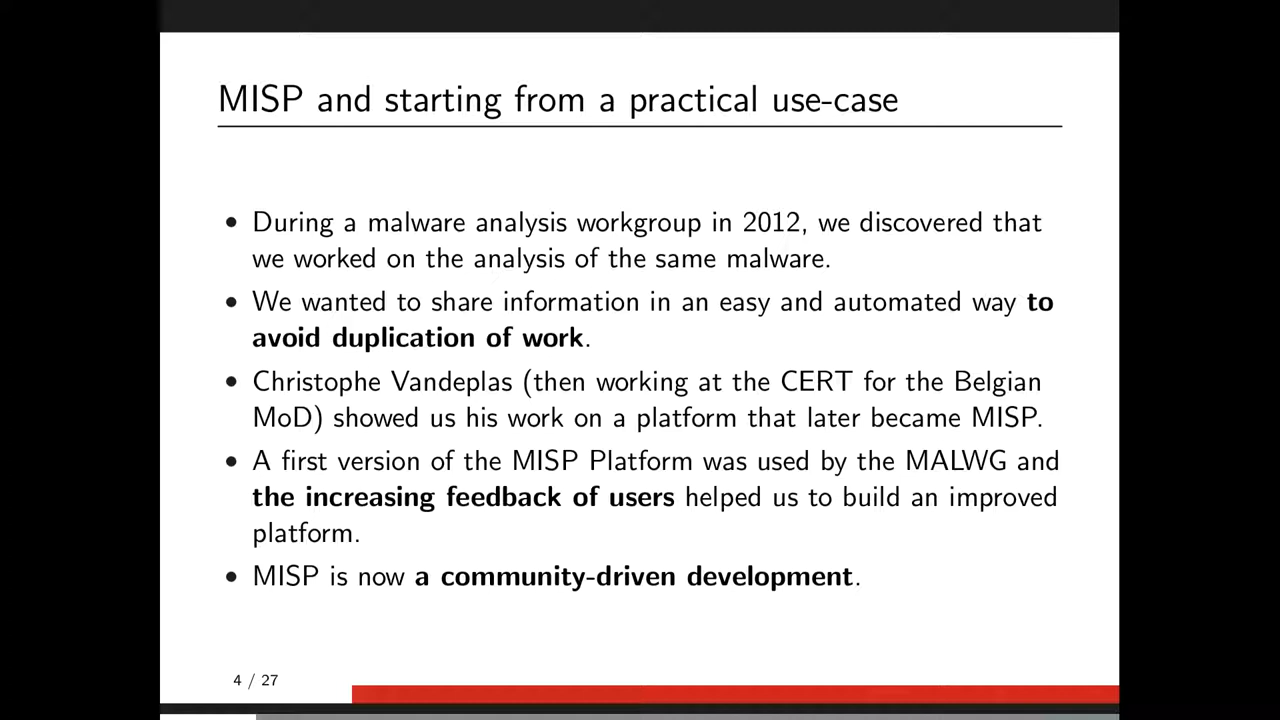 MISP and starting from a practical use-case
• During a malware analysis workgroup in 2012, we discovered that
we worked on the analysis of the same malware.
• We wanted to share information in an easy and automated way to
avoid duplication of work.
• Christophe Vandeplas (then working at the CERT for the Belgian
MoD) showed us his work on a platform that later became MISP.
• A first version of the MISP Platform was used by the MALWG and
the increasing feedback of users helped us to build an improved
platform.
• MISP is now a community-driven development.
4 / 27